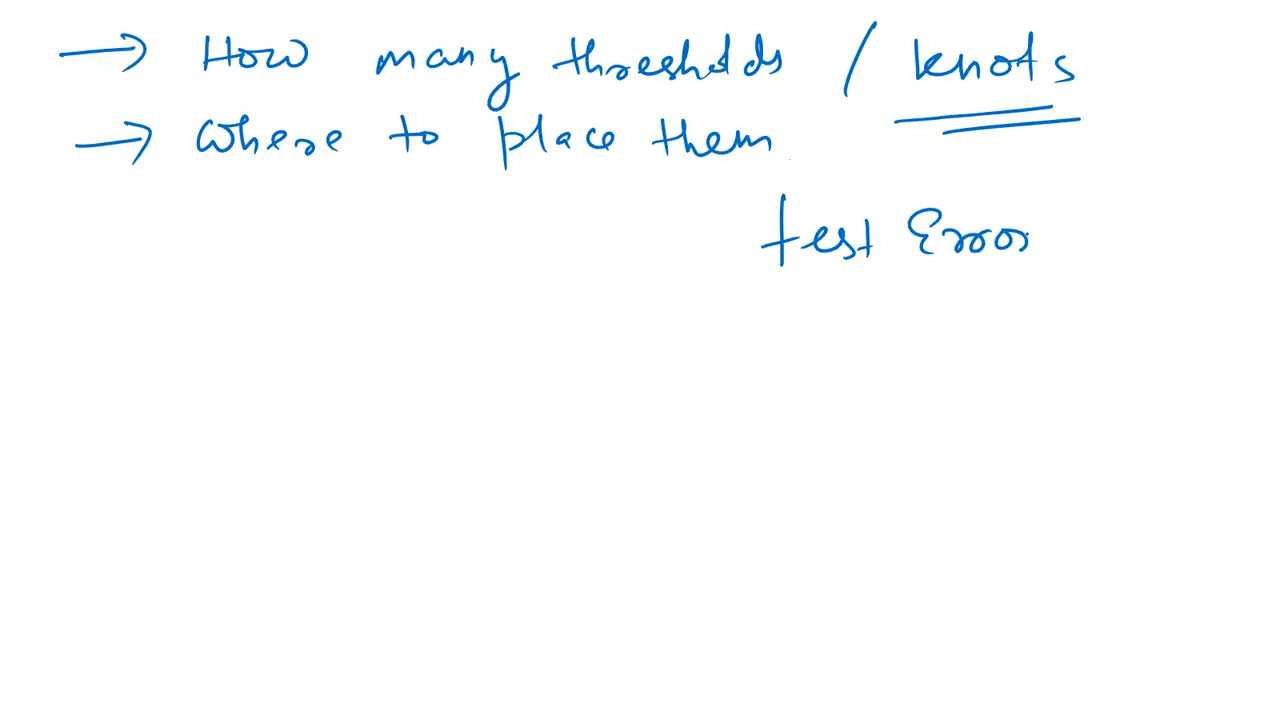 → How many thresholds / knots
→ Where to place them
test Error